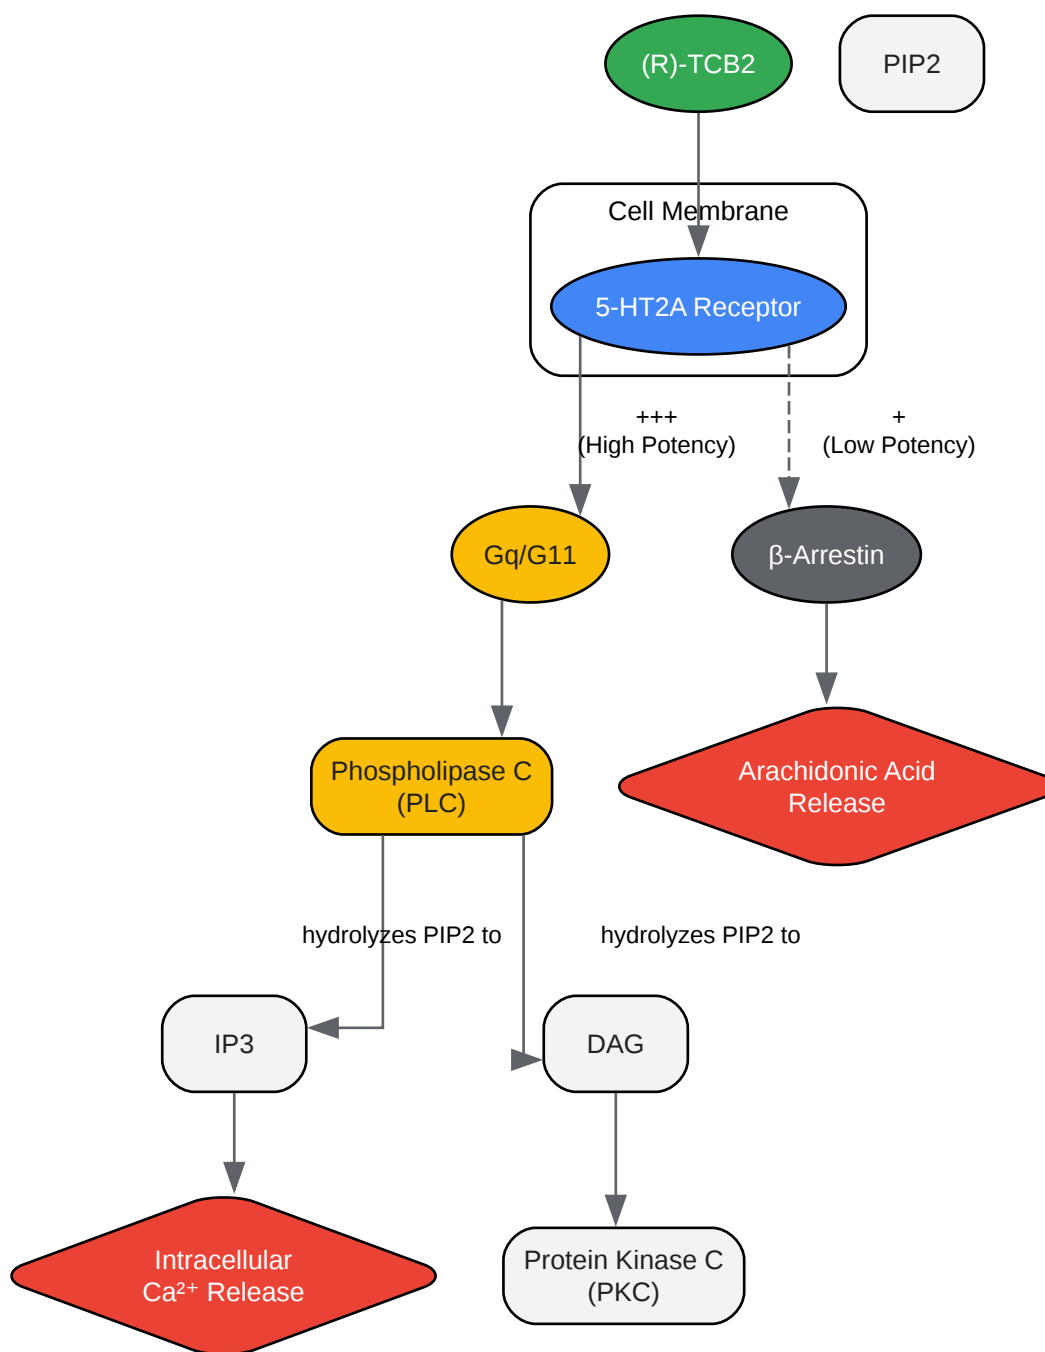 (R)-TCB2
PIP2
Cell Membrane
5-HT2A Receptor
+++
(High Potency)
+
(Low Potency)
Gq/G11
β-Arrestin
Phospholipase C
(PLC)
Arachidonic Acid
Release
hydrolyzes PIP2 to
hydrolyzes PIP2 to
IP3
DAG
Intracellular
Ca²⁺ Release
Protein Kinase C
(PKC)